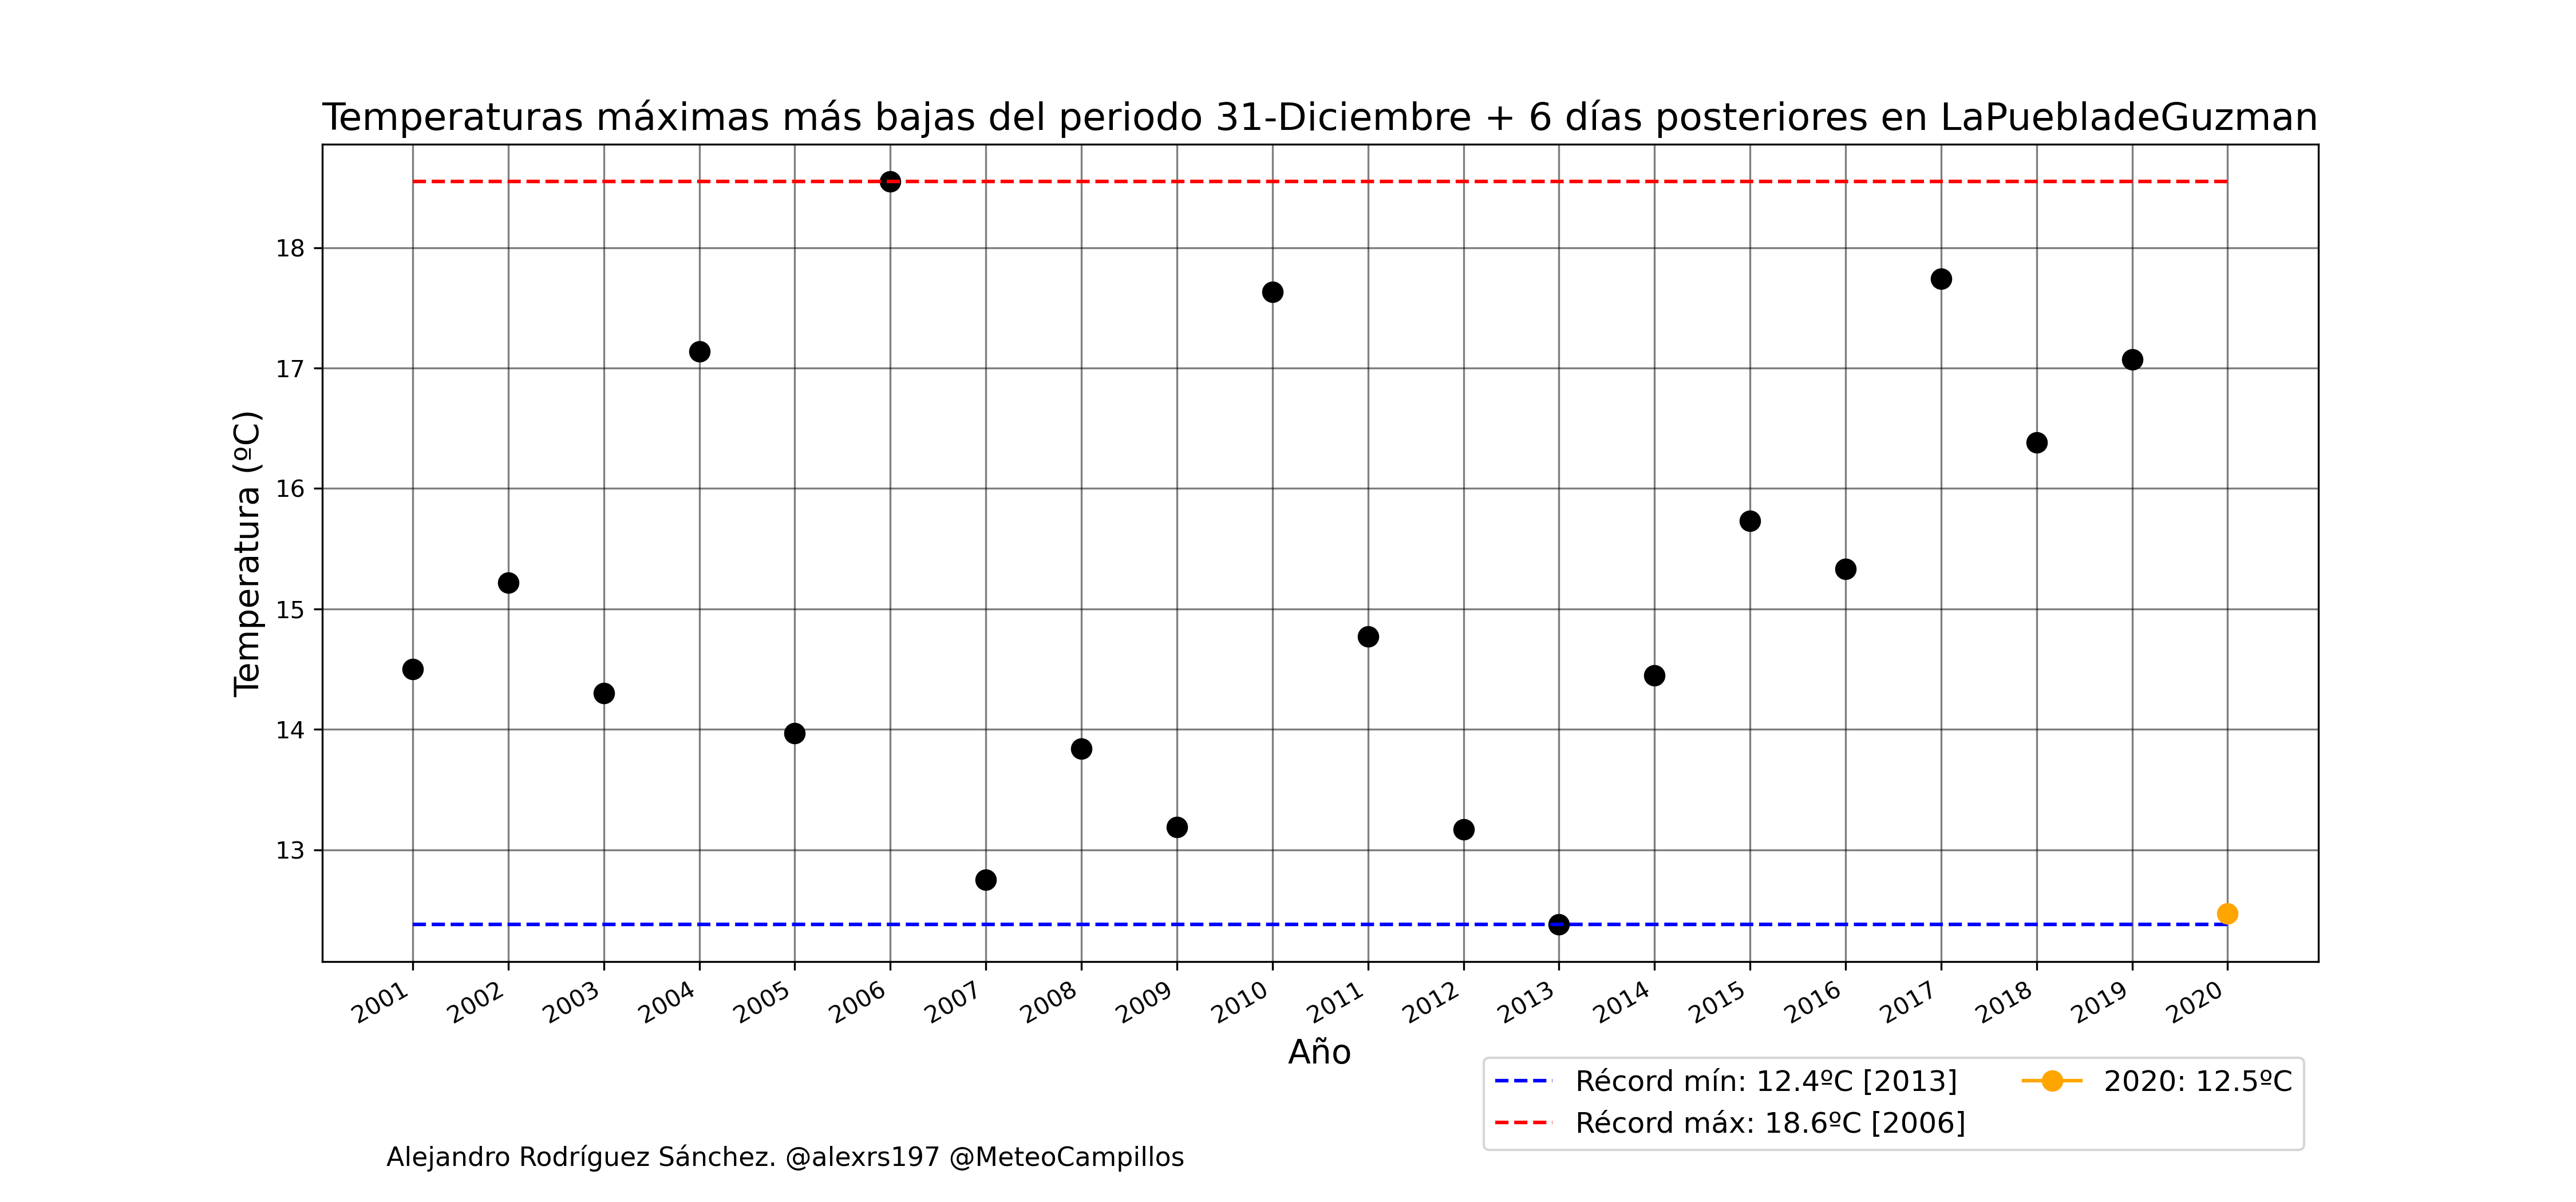 Temperaturas máximas más bajas del periodo 31-Diciembre + 6 días posteriores en LaPuebladeGuzman
Temperatura (ºC)
18
17
16
15
14
13
2001 2002 2003 2004 2005 2006 2007 2008 2009 2010 2011 2012 2013 2014 2015 2016 2017 2018 2019 2020
Año
Récord mín: 12.4ºC [2013]
Récord máx: 18.6ºC [2006]
2020: 12.5ºC
Alejandro Rodríguez Sánchez. @alexrs197 @MeteoCampillos